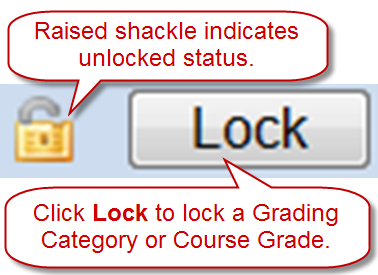 Raised shackle indicates
unlocked status.
Lock
Click Lock to lock a Grading
Category or Course Grade.